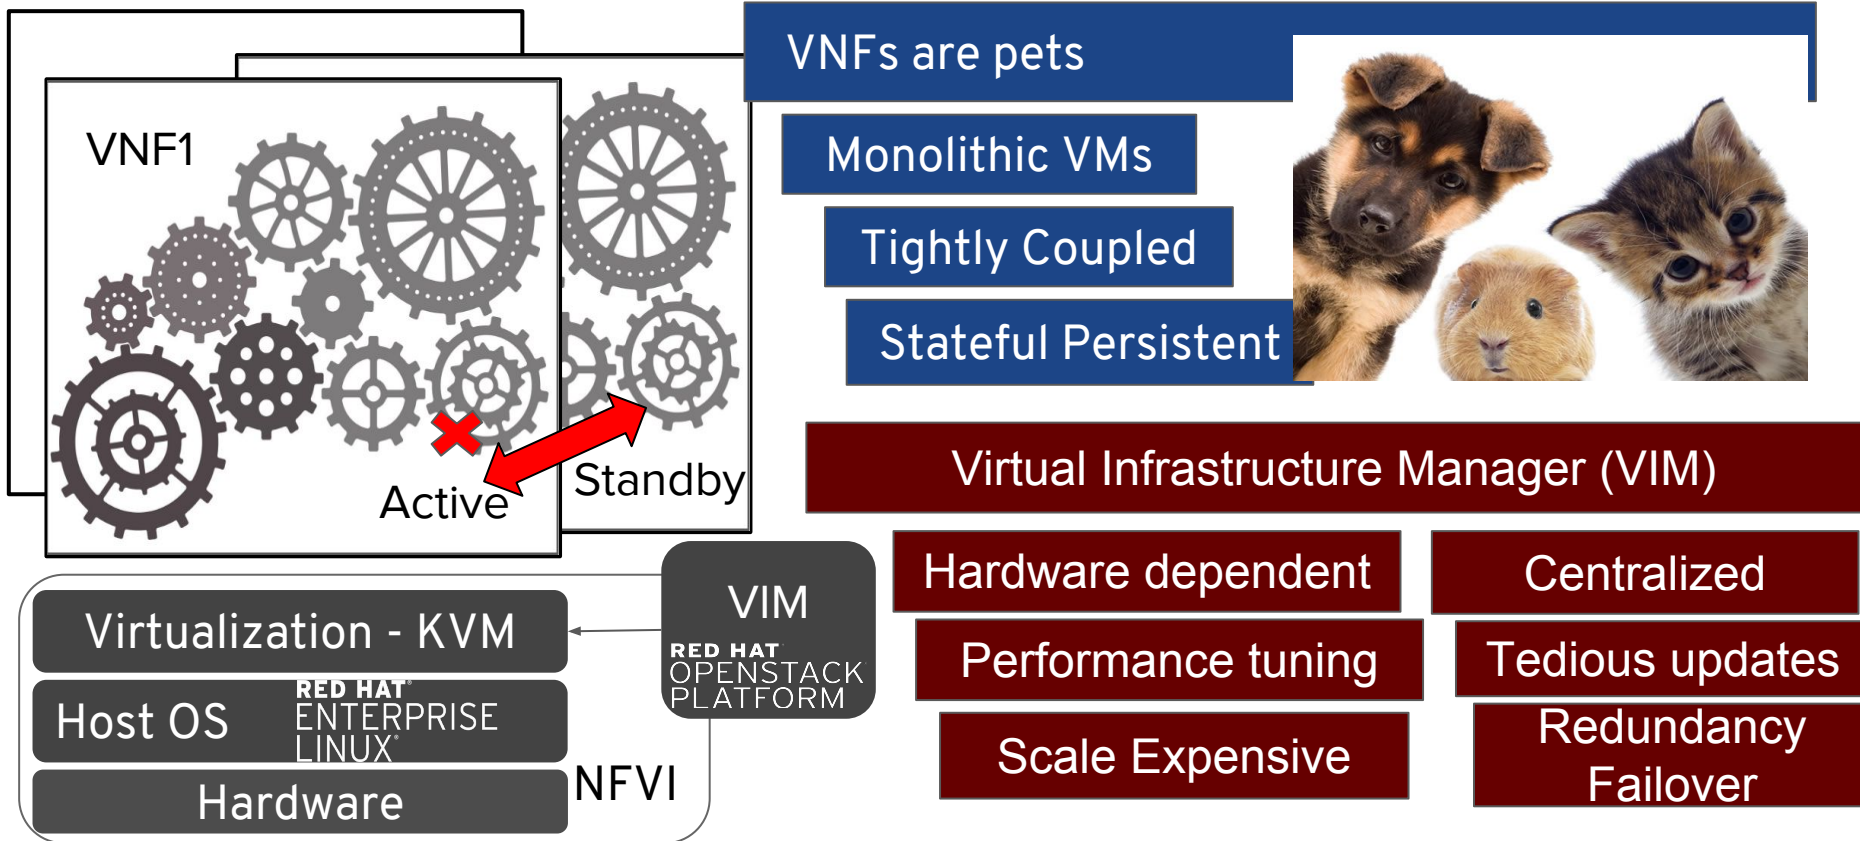 VNF1
Active
Standby
VNFs are pets
Monolithic VMs
Tightly Coupled
Stateful Persistent
Virtual Infrastructure Manager (VIM)
Hardware dependent
Centralized
Performance tuning
Tedious updates
Scale Expensive
Redundancy
Failover
VIM
RED HAT
OPENSTACK
PLATFORM
Virtualization - KVM
Host OS
RED HAT®
ENTERPRISE
LINUX®
Hardware
NFVI